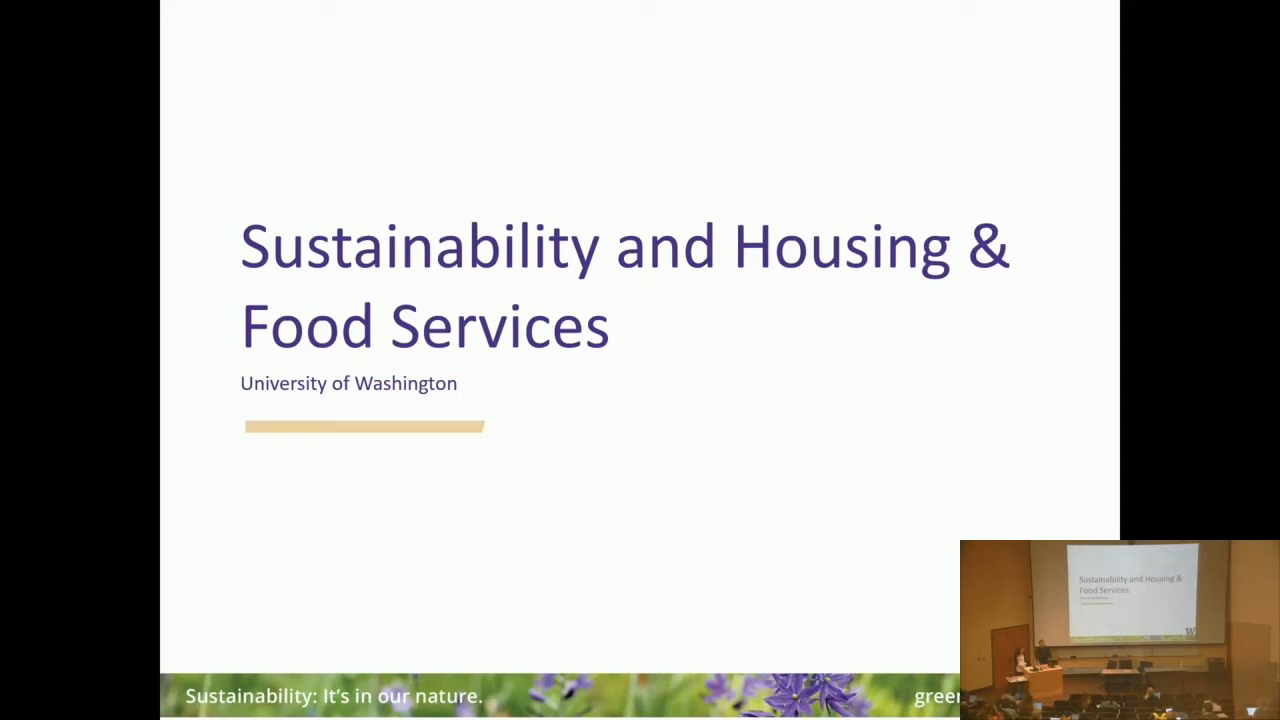 Sustainability and Housing &
Food Services
University of Washington
Sustainability: It's in our nature.
green
Sustainability and Housing &
Food Services
W